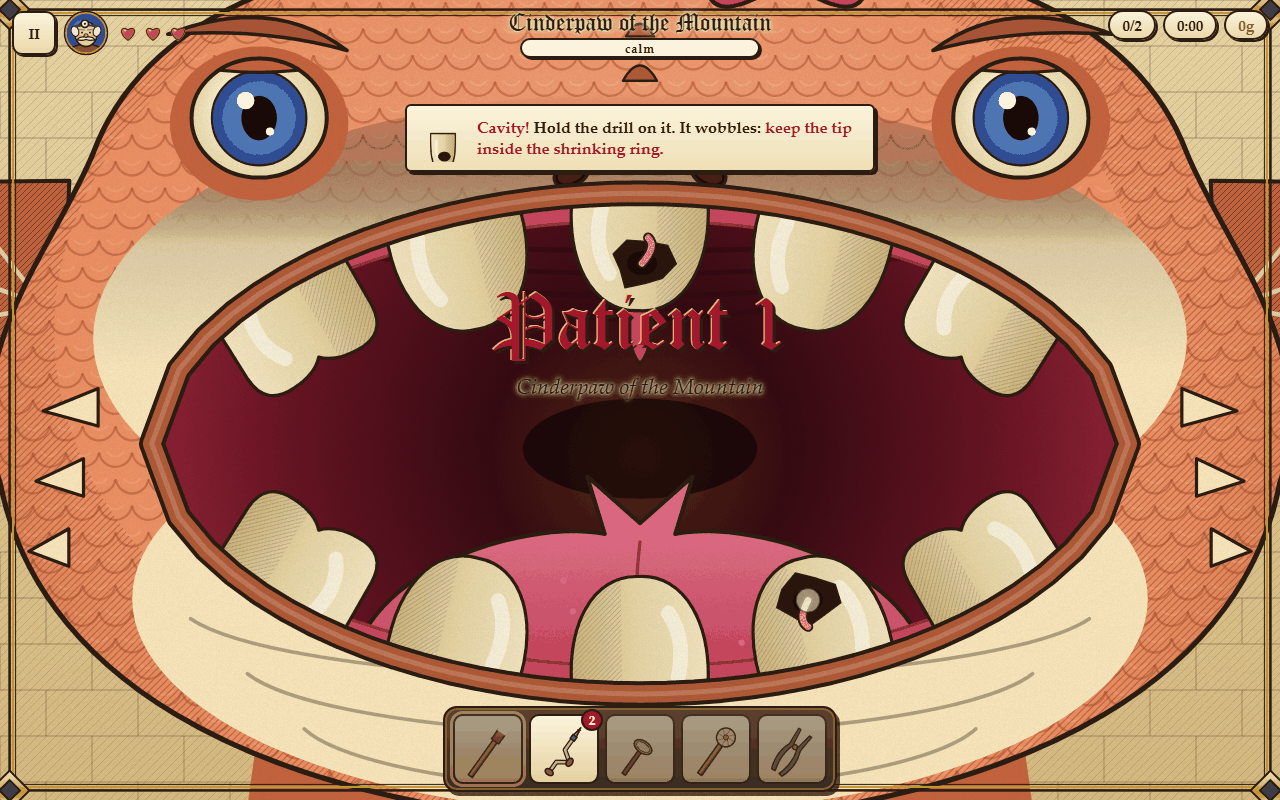 II
Cinderpaw of the Mountain
calm
0/2
0:00
0g
Cavity! Hold the drill on it. It wobbles: keep the tip
inside the shrinking ring.
Patient 1
Cinderpaw of the Mountain
2